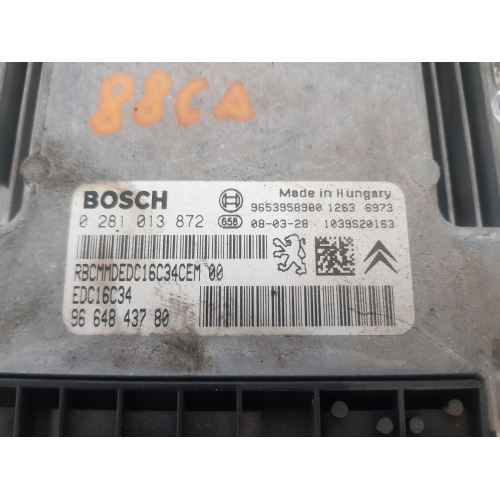 88CA
BOSCH
Made in Hungary
9653958980 1263 6973
0 281 013 872
658
08-03-28 1039S20163
RBCMMDEDC16C34CEM 00
EDC16C34
96 648 437 80